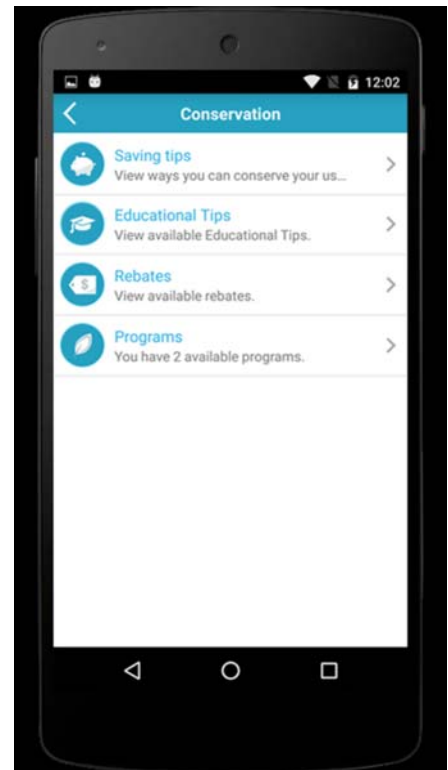 12:02
Conservation
Saving tips
View ways you can conserve your us...
Educational Tips
View available Educational Tips.
$
Rebates
View available rebates.
Programs
You have 2 available programs.